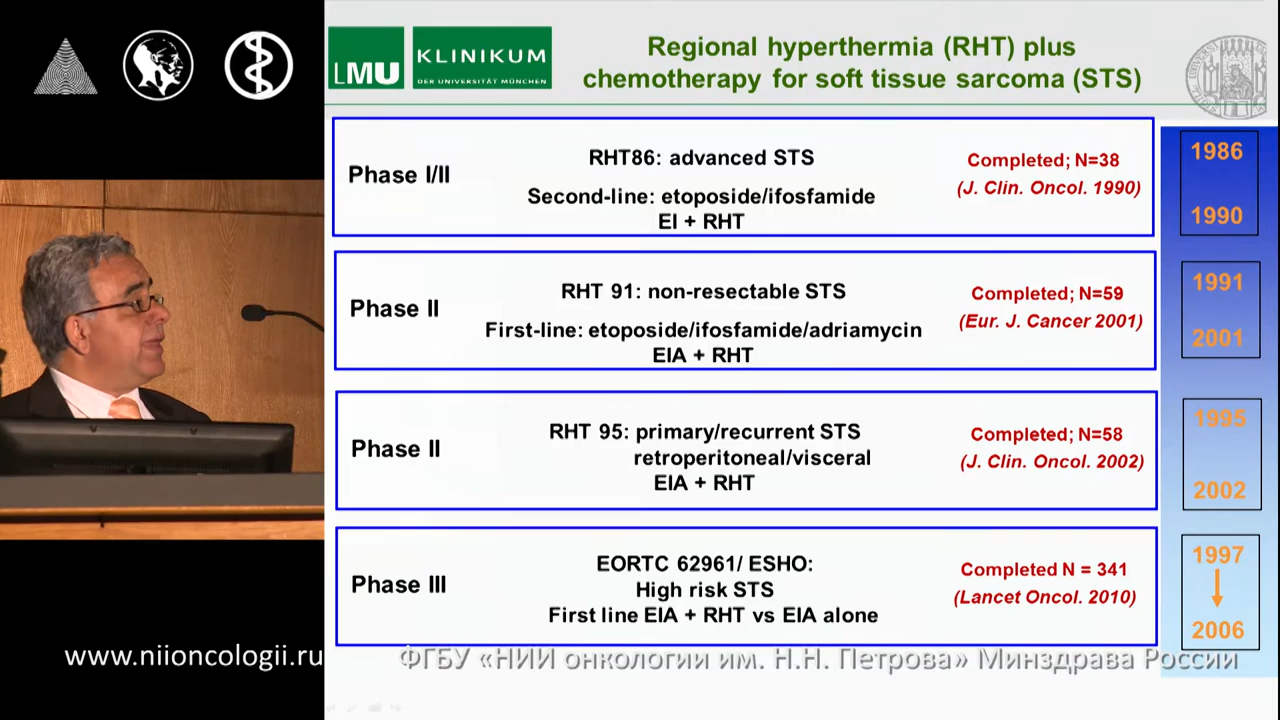 LMU
KLINIKUM
DER UNIVERSITÄT MÜNCHEN
Regional hyperthermia (RHT) plus
chemotherapy for soft tissue sarcoma (STS)
Phase I/II
RHT86: advanced STS
Second-line: etoposide/ifosfamide
EI + RHT
Completed; N=38
(J. Clin. Oncol. 1990)
1986
1990
Phase II
RHT 91: non-resectable STS
First-line: etoposide/ifosfamide/adriamycin
EIA + RHT
Completed; N=59
(Eur. J. Cancer 2001)
1991
2001
Phase II
RHT 95: primary/recurrent STS
retroperitoneal/visceral
EIA + RHT
Completed; N=58
(J. Clin. Oncol. 2002)
1995
2002
Phase III
EORTC 62961/ ESHO:
High risk STS
First line EIA + RHT vs EIA alone
Completed N = 341
(Lancet Oncol. 2010)
1997
2006
www.niioncologii.ru
ФГБУ «НИИ онкологии им. Н.Н. Петрова» Минздрава России